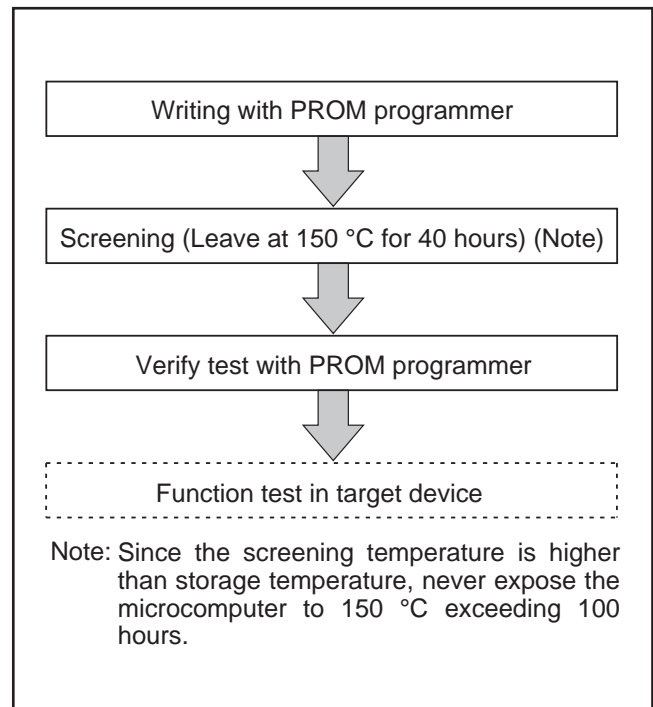 Writing with PROM programmer
Screening (Leave at 150 °C for 40 hours) (Note)
Verify test with PROM programmer
Function test in target device
Note: Since the screening temperature is higher
than storage temperature, never expose the
microcomputer to 150 °C exceeding 100
hours.